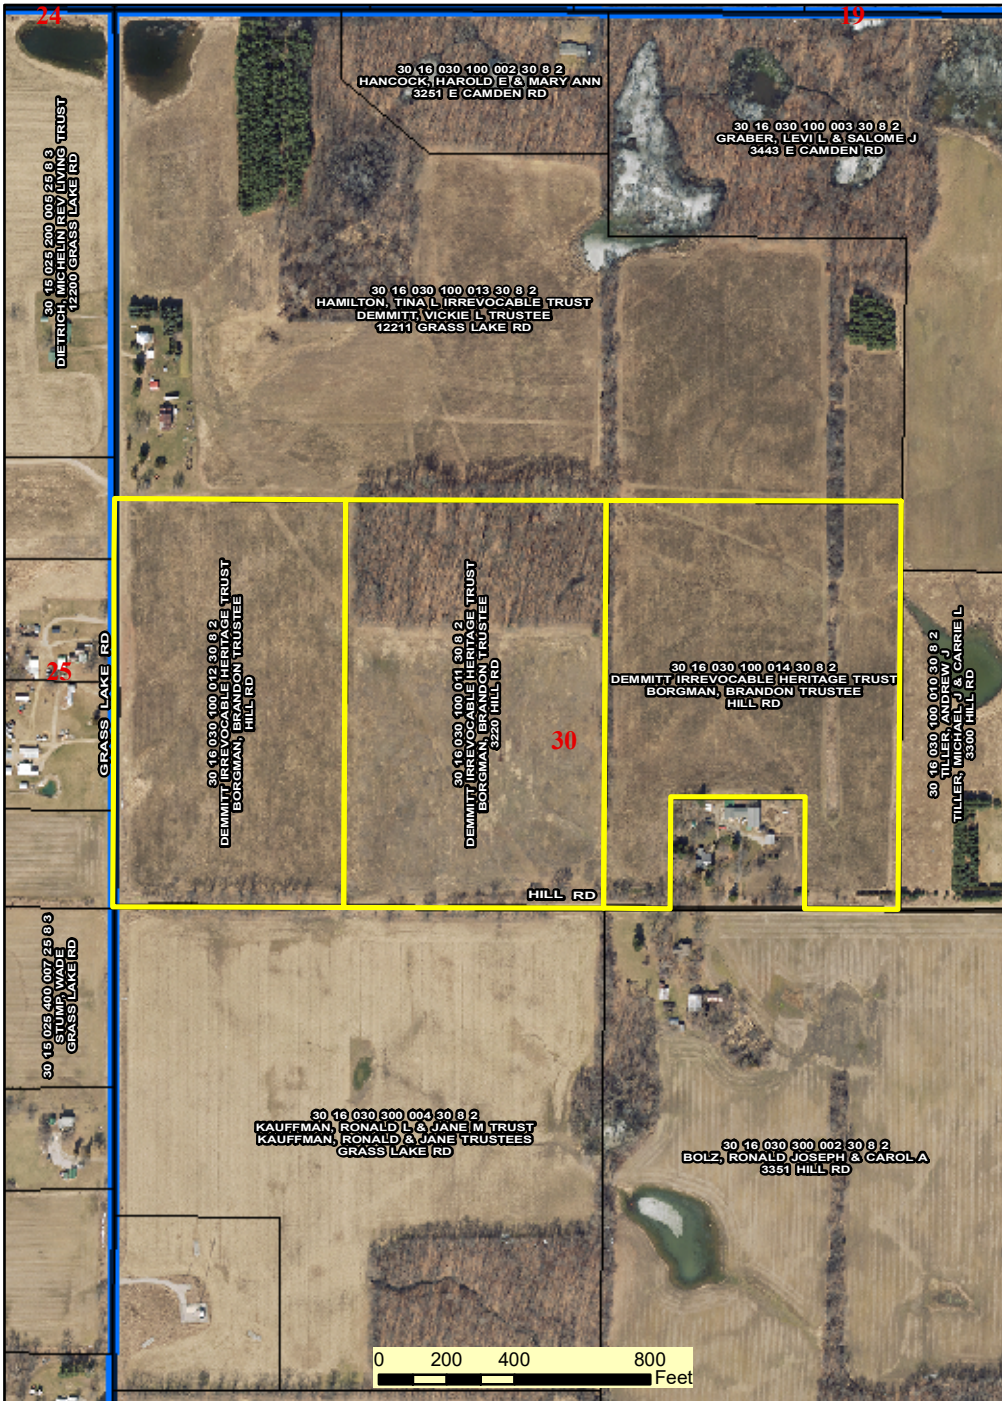 24
19
30 16 030 100 002 30 8 2
HANCOCK, HAROLD E & MARY ANN
3251 E CAMDEN RD
30 16 030 100 003 30 8 2
GRABER, LEVI L & SALOME J
3443 E CAMDEN RD
30 15 025 200 005 25 8 3
DIETRICH, MICHELIN REV LIVING TRUST
12200 GRASS LAKE RD
30 16 030 100 013 30 8 2
HAMILTON, TINA L IRREVOCABLE TRUST
DEMMITT, VICKIE L TRUSTEE
12211 GRASS LAKE RD
25
GRASS LAKE RD
30 16 030 100 012 30 8 2
DEMMITT IRREVOCABLE HERITAGE TRUST
BORGMAN, BRANDON TRUSTEE
HILL RD
30 16 030 100 011 30 8 2
DEMMITT IRREVOCABLE HERITAGE TRUST
BORGMAN, BRANDON TRUSTEE
3220 HILL RD
30
30 16 030 100 014 30 8 2
DEMMITT IRREVOCABLE HERITAGE TRUST
BORGMAN, BRANDON TRUSTEE
HILL RD
30 16 030 100 010 30 8 2
TILLER, ANDREW J
TILLER, MICHAEL J & CARRIE L
3300 HILL RD
HILL RD
30 15 025 400 007 25 8 3
STUMP, WADE
GRASS LAKE RD
30 16 030 300 004 30 8 2
KAUFFMAN, RONALD L & JANE M TRUST
KAUFFMAN, RONALD & JANE TRUSTEES
GRASS LAKE RD
30 16 030 300 002 30 8 2
BOLZ, RONALD JOSEPH & CAROL A
3351 HILL RD
0 200 400 800
Feet